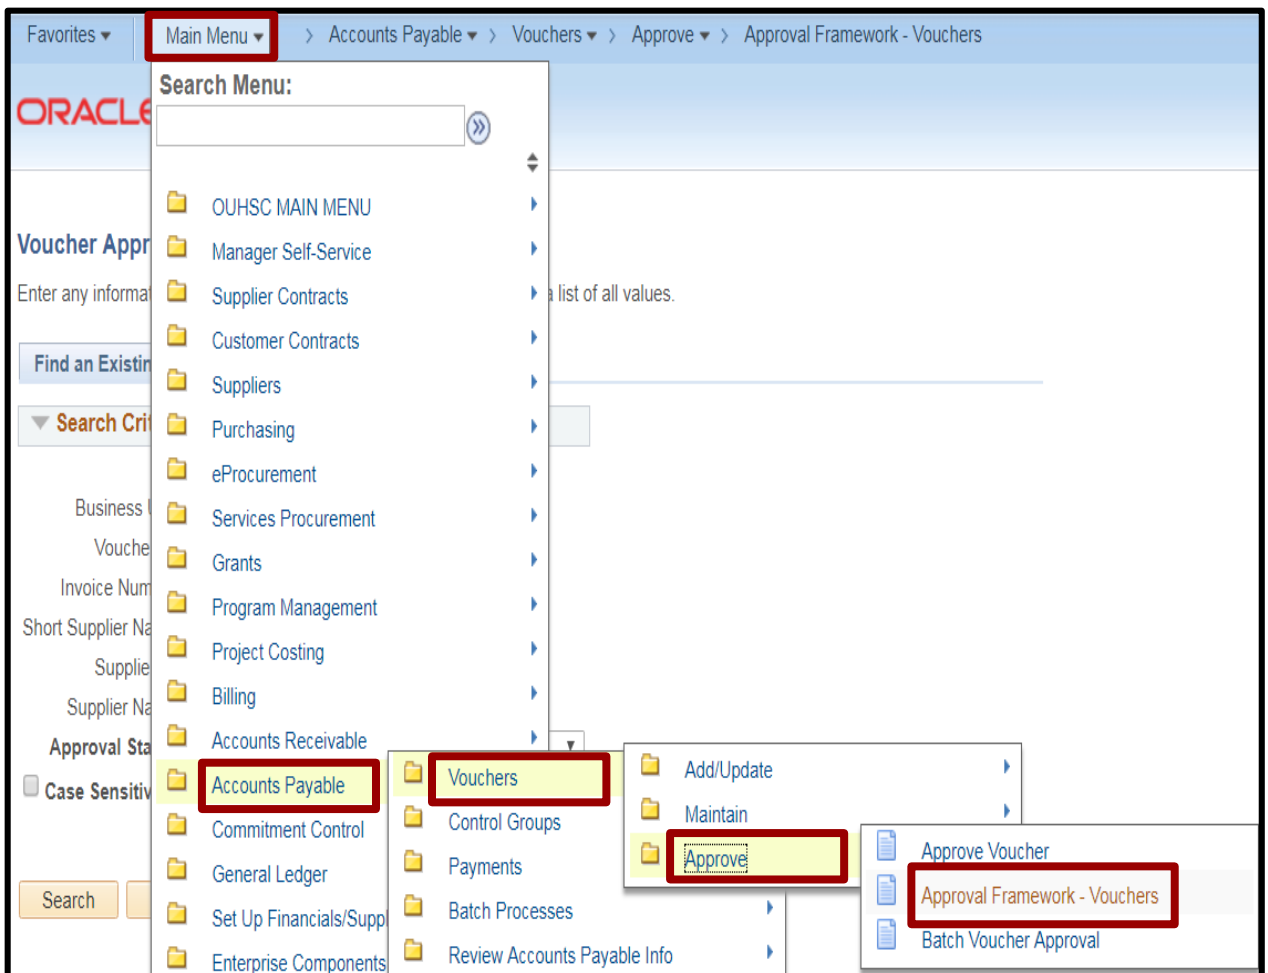 Favorites Main Menu > Accounts Payable > Vouchers > Approve > Approval Framework - Vouchers
Search Menu:
ORACLE
OUHSC MAIN MENU
Voucher Appr
Manager Self-Service
Enter any informat
Supplier Contracts
a list of all values.
Customer Contracts
Find an Existin
Suppliers
Search Crit
Purchasing
eProcurement
Business U
Services Procurement
Vouche
Grants
Invoice Num
Program Management
Short Supplier Na
Project Costing
Supplie
Billing
Supplier Na
Accounts Receivable
Approval Sta
Accounts Payable
Vouchers
Add/Update
Case Sensitiv
Commitment Control
Control Groups
Maintain
General Ledger
Payments
Approve
Approve Voucher
Search
Set Up Financials/Suppl
Batch Processes
Approval Framework - Vouchers
Enterprise Components
Review Accounts Payable Info
Batch Voucher Approval